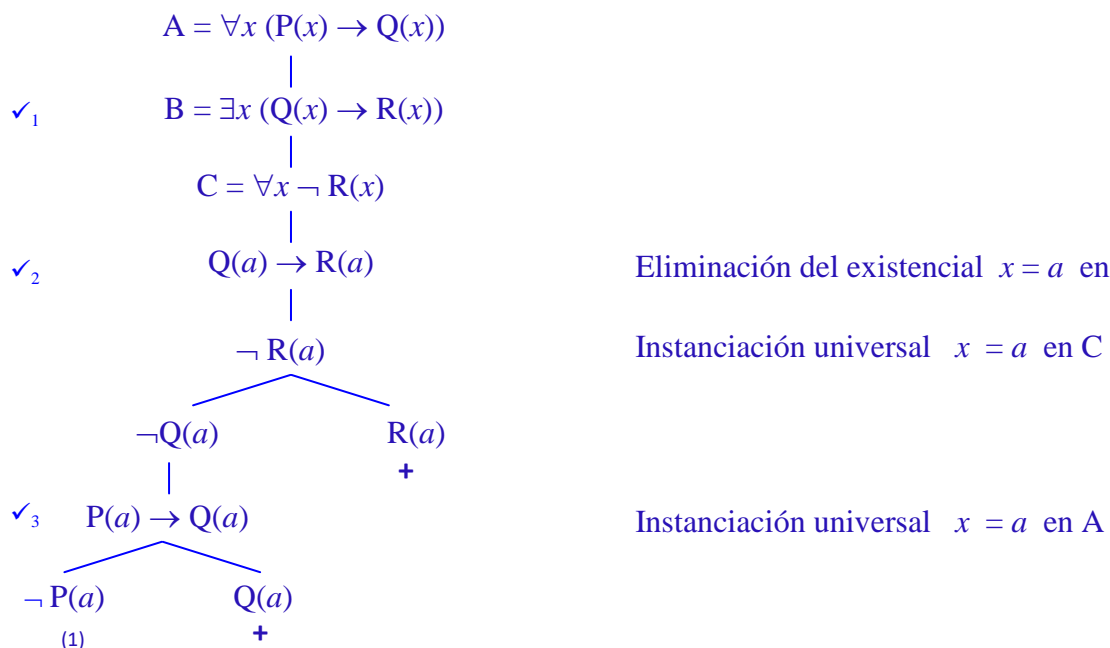 A = ∀x (P(x) → Q(x))
✓1 B = ∃x (Q(x) → R(x))
C = ∀x ¬ R(x)
✓2 Q(a) → R(a) Eliminación del existencial x = a en
¬ R(a) Instanciación universal x = a en C
¬Q(a) R(a)
+
✓3 P(a) → Q(a) Instanciación universal x = a en A
¬ P(a) Q(a)
(1) +